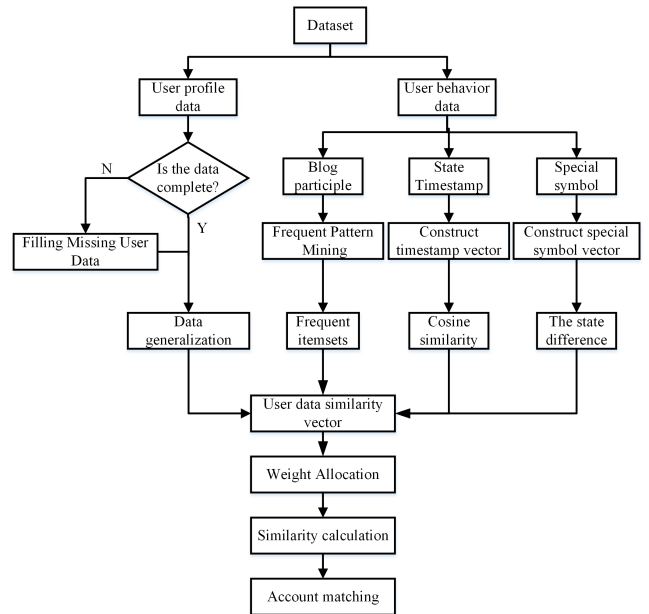 Dataset
User profile
data
User behavior
data
N
Is the data
complete?
Y
Filling Missing User
Data
Blog
participle
State
Timestamp
Special
symbol
Frequent Pattern
Mining
Construct
timestamp vector
Construct special
symbol vector
Data
generalization
Frequent
itemsets
Cosine
similarity
The state
difference
User data similarity
vector
Weight Allocation
Similarity calculation
Account matching